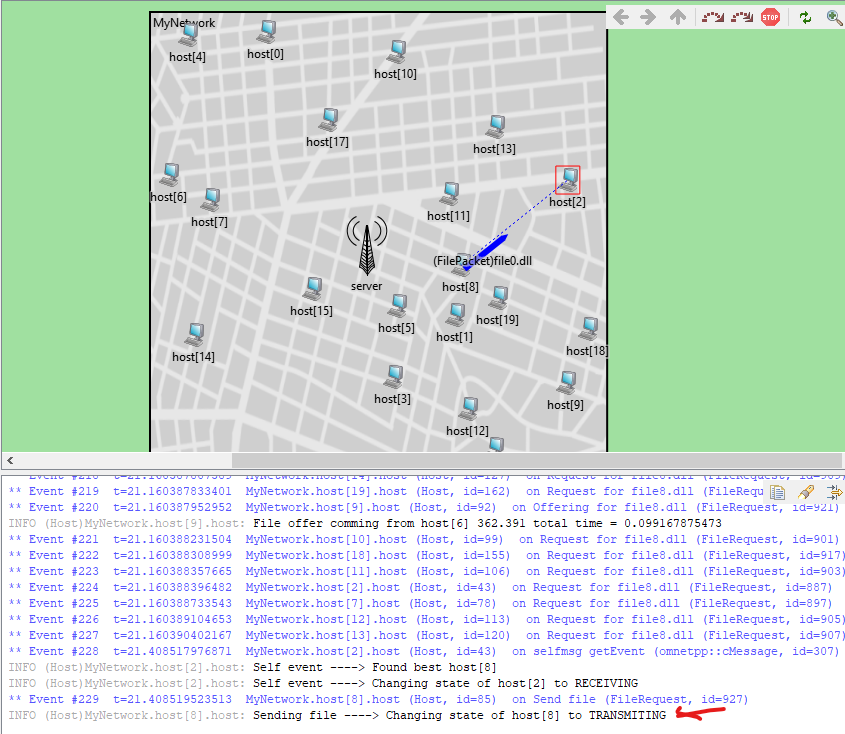 MyNetwork
STOP
host[4]
host[0]
host[10]
host[17]
host[13]
host[6]
host[2]
host[7]
host[11]
(FilePacket)file0.dll
server
host[8]
host[15]
host[19]
host[5]
host[1]
host[14]
host[18]
host[3]
host[9]
host[12]
** Event #219 t=21.160387833401 MyNetwork.host[19].host (Host, id=162) on Request for file8.dll (FileRequ
** Event #220 t=21.160387952952 MyNetwork.host[9].host (Host, id=92) on Offering for file8.dll (FileRequest, id=921)
INFO (Host)MyNetwork.host[9].host: File offer comming from host[6] 362.391 total time = 0.099167875473
** Event #221 t=21.160388231504 MyNetwork.host[10].host (Host, id=99) on Request for file8.dll (FileRequest, id=901)
** Event #222 t=21.160388308999 MyNetwork.host[18].host (Host, id=155) on Request for file8.dll (FileRequest, id=917)
** Event #223 t=21.160388357665 MyNetwork.host[11].host (Host, id=106) on Request for file8.dll (FileRequest, id=903)
** Event #224 t=21.160388396482 MyNetwork.host[2].host (Host, id=43) on Request for file8.dll (FileRequest, id=887)
** Event #225 t=21.160388733543 MyNetwork.host[7].host (Host, id=78) on Request for file8.dll (FileRequest, id=897)
** Event #226 t=21.160389104653 MyNetwork.host[12].host (Host, id=113) on Request for file8.dll (FileRequest, id=905)
** Event #227 t=21.160390402167 MyNetwork.host[13].host (Host, id=120) on Request for file8.dll (FileRequest, id=907)
** Event #228 t=21.408517976871 MyNetwork.host[2].host (Host, id=43) on selfmsg getEvent (omnetpp::cMessage, id=307)
INFO (Host)MyNetwork.host[2].host: Self event ----> Found best host[8]
INFO (Host)MyNetwork.host[2].host: Self event ----> Changing state of host[2] to RECEIVING
** Event #229 t=21.408519523513 MyNetwork.host[8].host (Host, id=85) on Send file (FileRequest, id=927)
INFO (Host)MyNetwork.host[8].host: Sending file ----> Changing state of host[8] to TRANSMITING